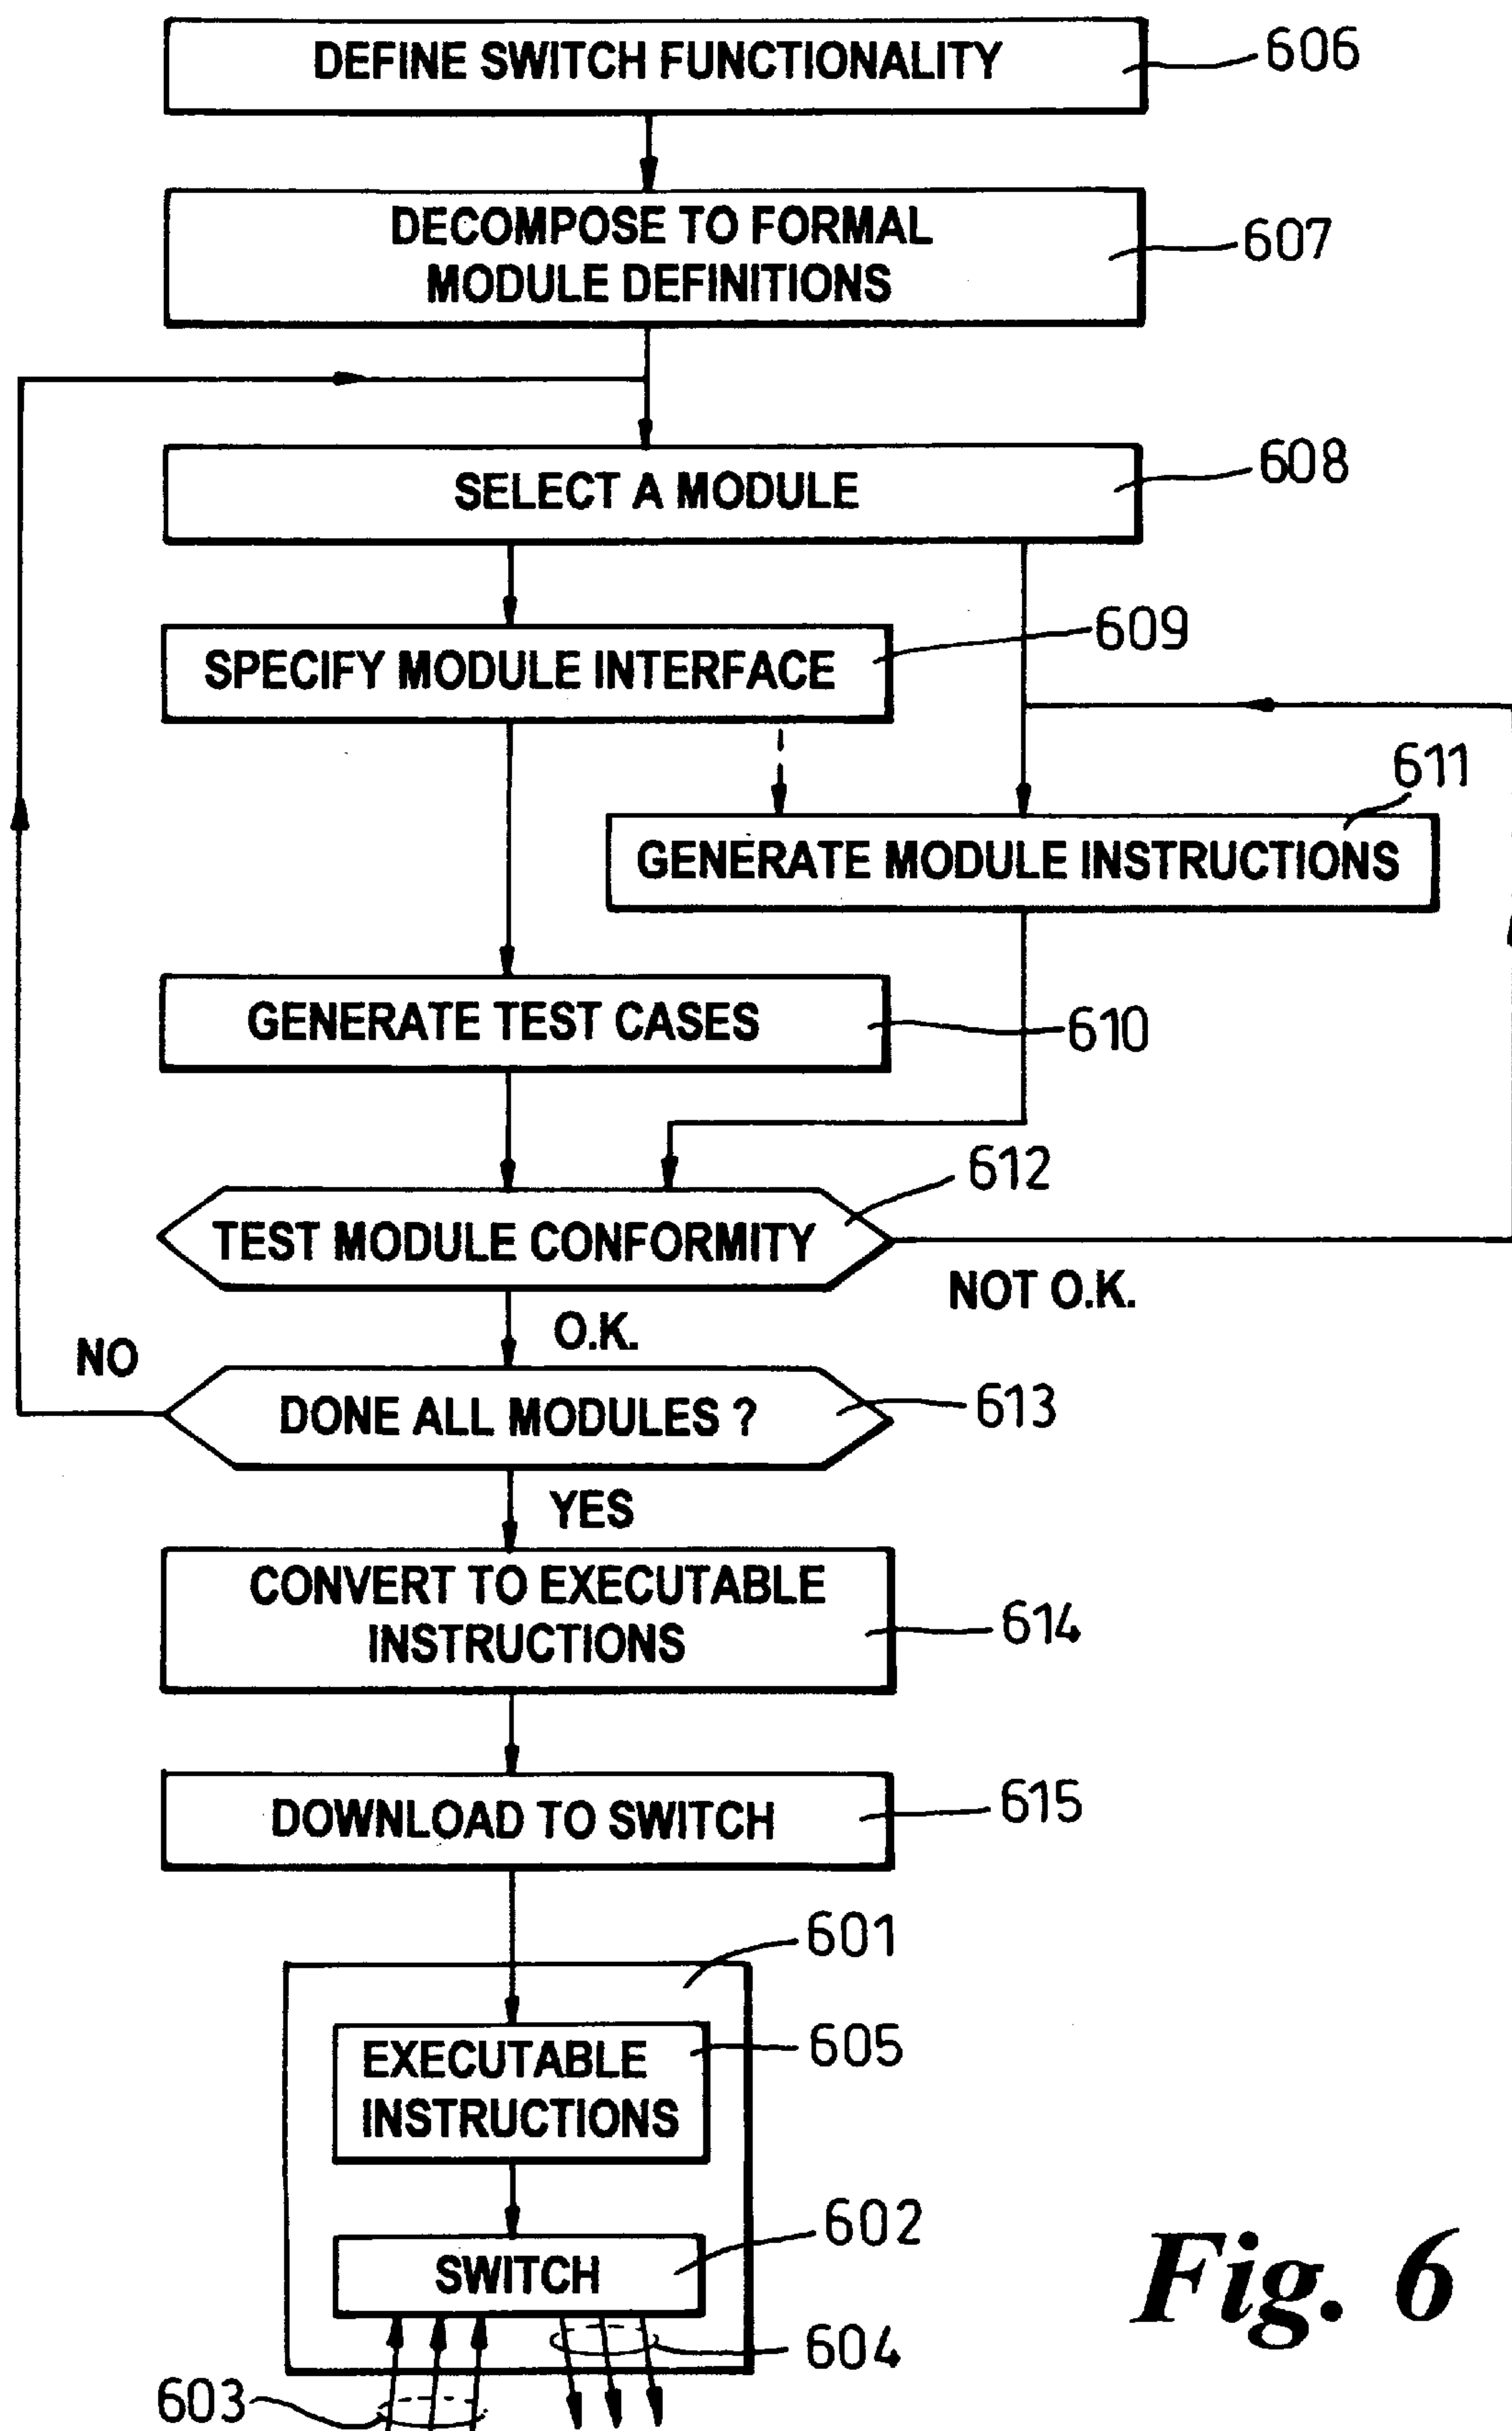 DEFINE SWITCH FUNCTIONALITY
606
DECOMPOSE TO FORMAL
MODULE DEFINITIONS
607
SELECT A MODULE
608
SPECIFY MODULE INTERFACE
609
611
GENERATE MODULE INSTRUCTIONS
GENERATE TEST CASES
610
612
TEST MODULE CONFORMITY
NOT O.K.
O.K.
NO
DONE ALL MODULES ?
613
YES
CONVERT TO EXECUTABLE
INSTRUCTIONS
614
DOWNLOAD TO SWITCH
615
601
EXECUTABLE
INSTRUCTIONS
605
602
SWITCH
604
603
Fig. 6